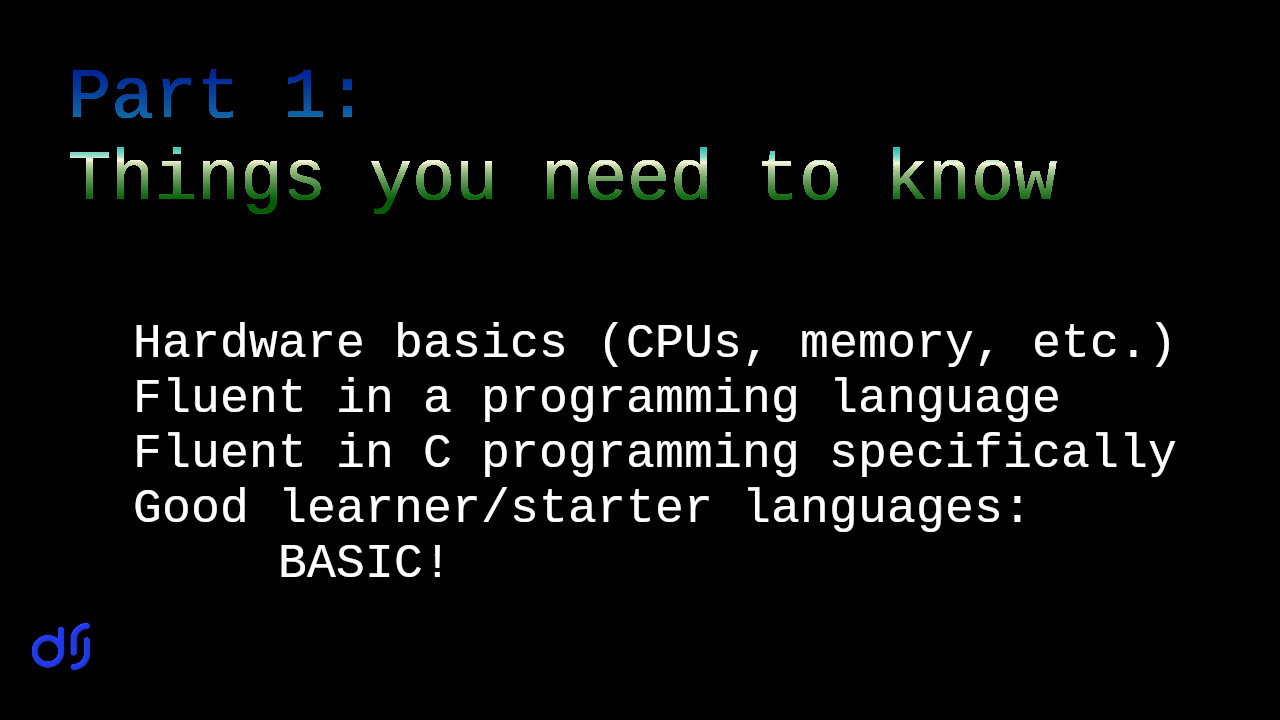 Part 1:
Things you need to know
Hardware basics (CPUs, memory, etc.)
Fluent in a programming language
Fluent in C programming specifically
Good learner/starter languages:
BASIC!